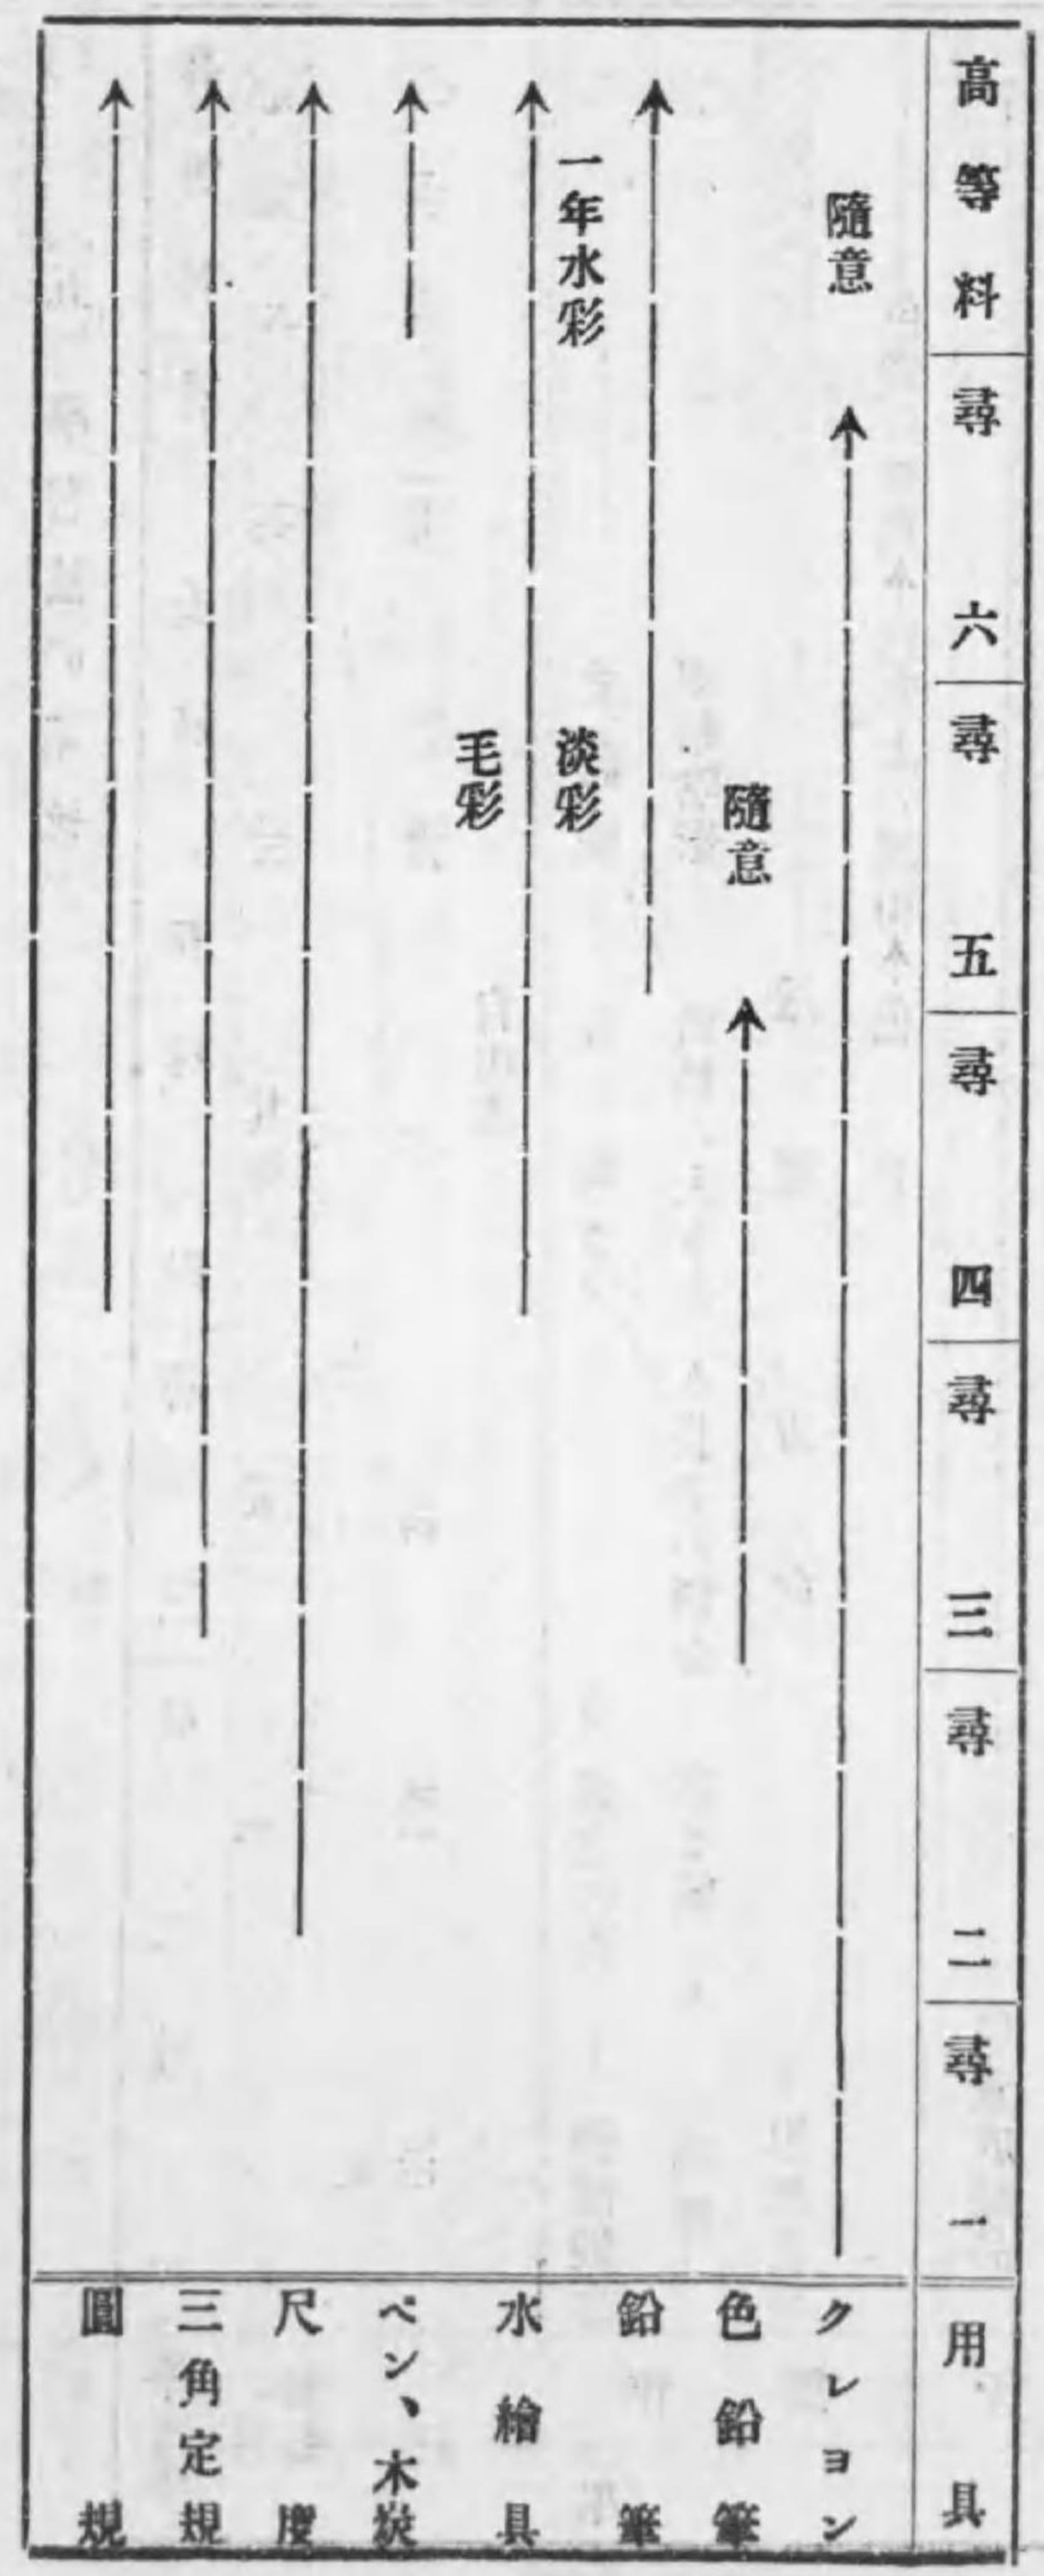 高等料
尋六
尋五
尋四
尋三
尋二
尋一
用具
隨意
クレヨン
隨意
色鉛筆
鉛筆
一年水彩
淡彩
毛彩
水繪具
ペン、木炭
尺度
三角定規
圓規